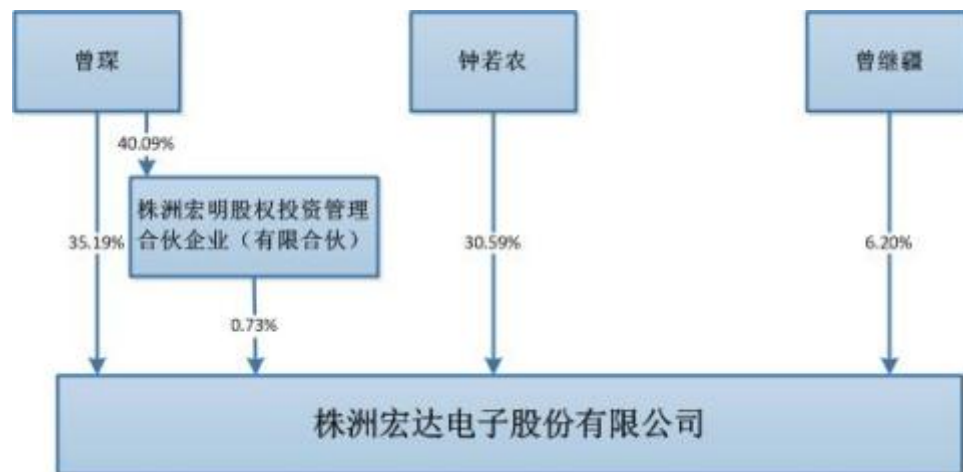 曾琛
钟若农
曾继疆
40.09%
株洲宏明股权投资管理
合伙企业（有限合伙）
35.19%
30.59%
6.20%
0.73%
株洲宏达电子股份有限公司